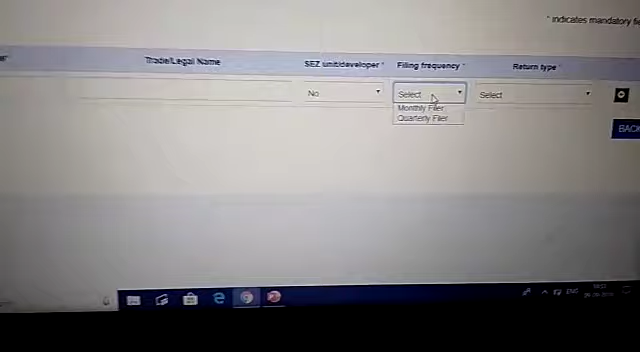 * indicates mandatory
Trade/Legal Name
SEZ unit/developer *
Filing frequency *
Return type *
No
Select
Select
Monthly Filer
Quarterly Filer
BACK
ENG